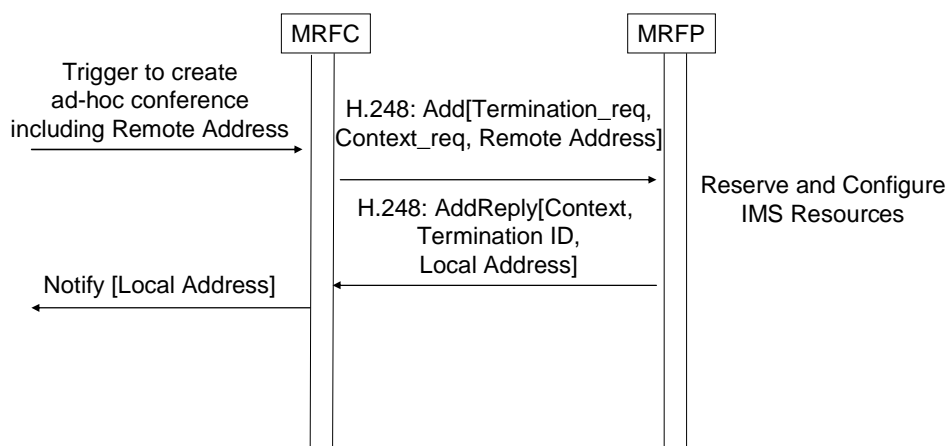 MRFC
MRFP
Trigger to create
ad-hoc conference
including Remote Address
H.248: Add[Termination_req,
Context_req, Remote Address]
Reserve and Configure
IMS Resources
H.248: AddReply[Context,
Termination ID,
Local Address]
Notify [Local Address]